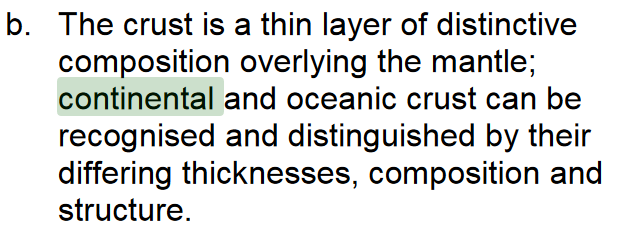 b. The crust is a thin layer of distinctive
composition overlying the mantle;
continental and oceanic crust can be
recognised and distinguished by their
differing thicknesses, composition and
structure.